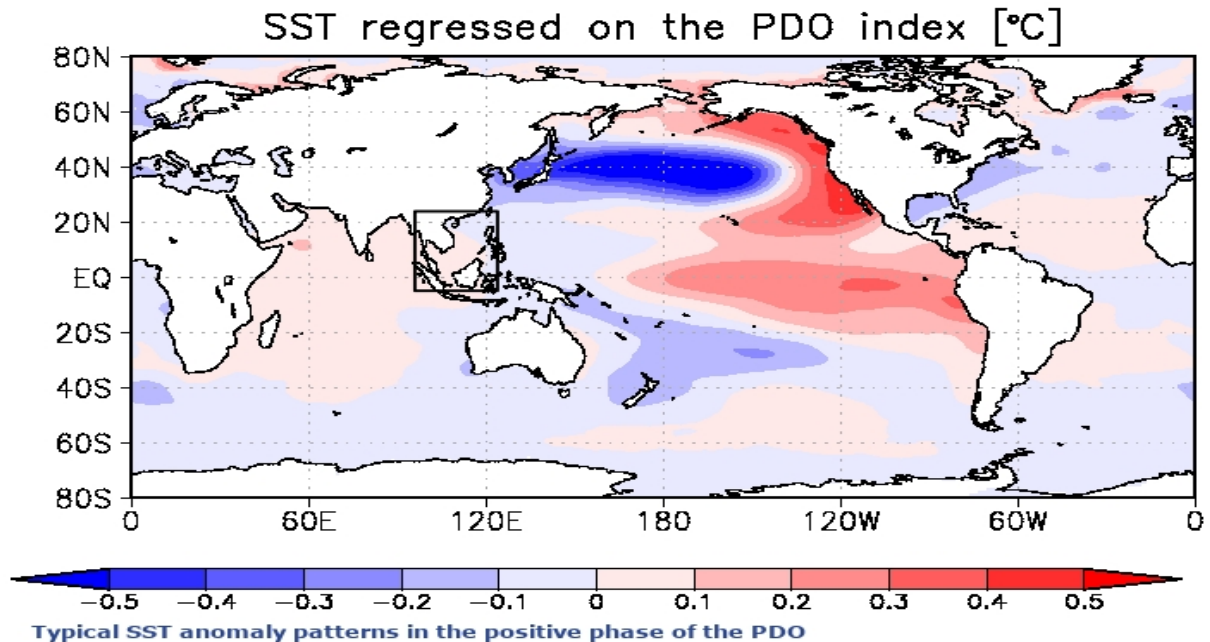 SST regressed on the PDO index [°C]
80N
60N
40N
20N
EQ
20S
40S
60S
80S
0 60E 120E 180 120W 60W 0
−0.5 −0.4 −0.3 −0.2 −0.1 0 0.1 0.2 0.3 0.4 0.5
Typical SST anomaly patterns in the positive phase of the PDO